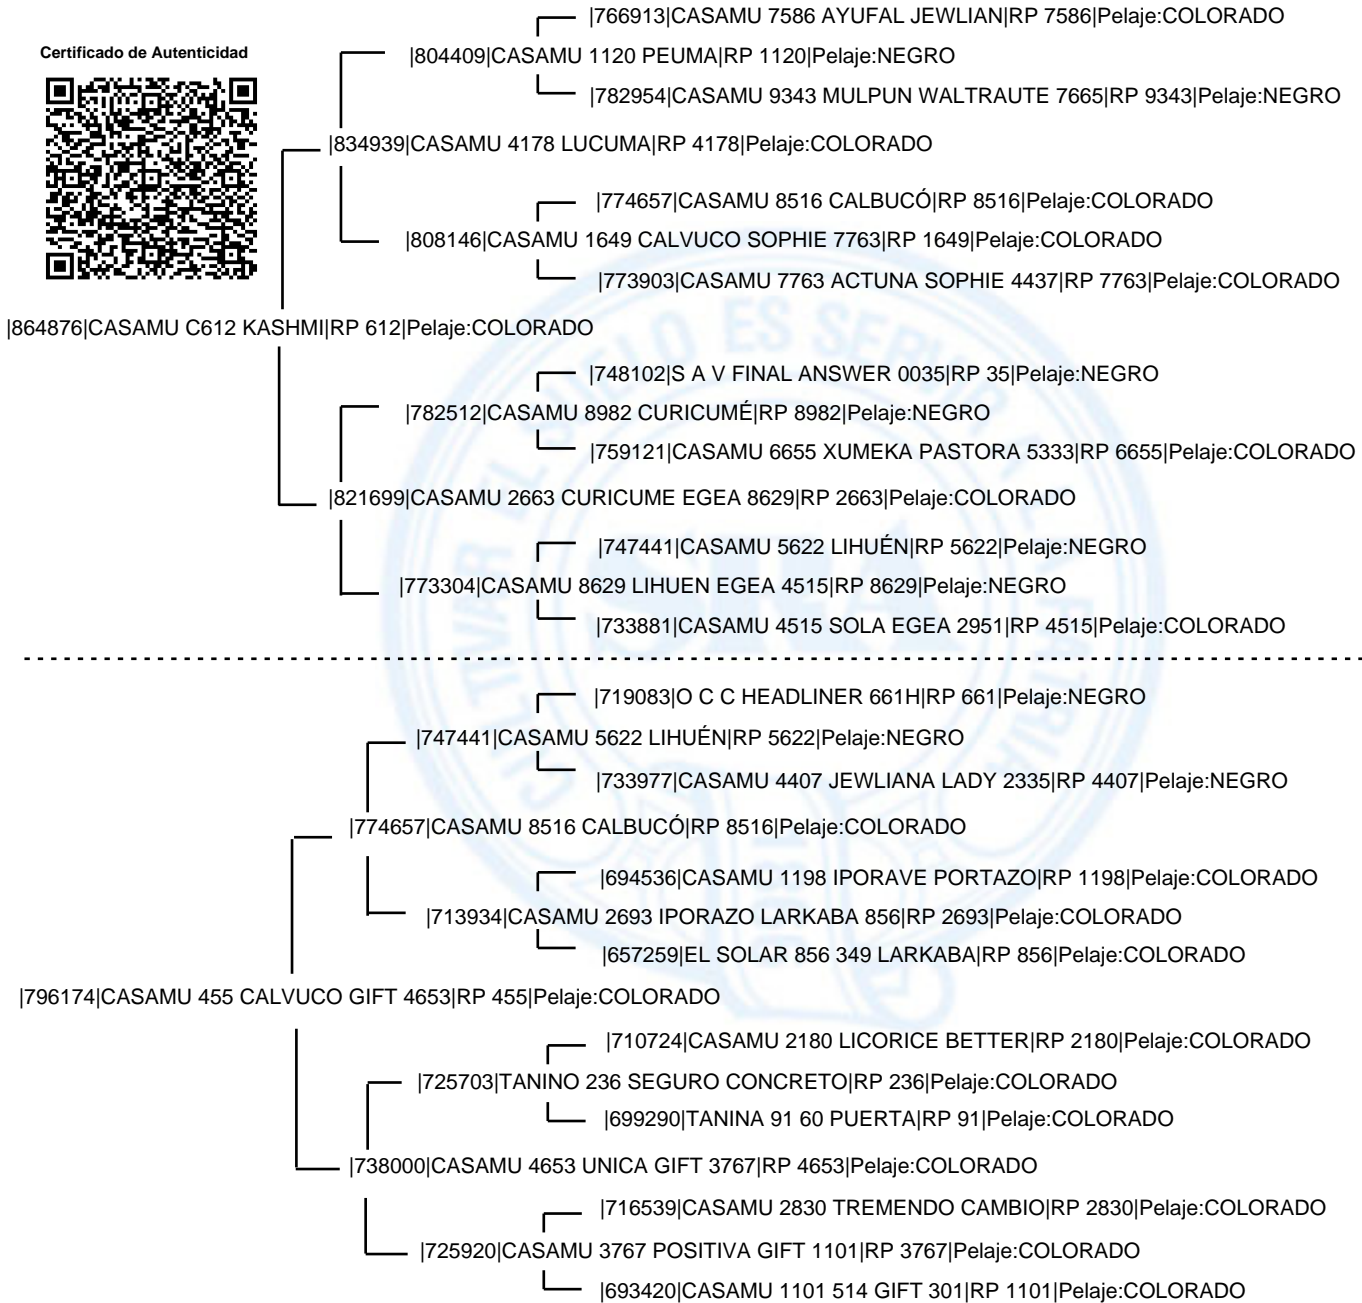 |766913|CASAMU 7586 AYUFAL JEWLIAN|RP 7586|Pelaje:COLORADO
Certificado de Autenticidad
|804409|CASAMU 1120 PEUMA|RP 1120|Pelaje:NEGRO
|782954|CASAMU 9343 MULPUN WALTRAUTE 7665|RP 9343|Pelaje:NEGRO
|834939|CASAMU 4178 LUCUMA|RP 4178|Pelaje:COLORADO
|774657|CASAMU 8516 CALBUCÓ|RP 8516|Pelaje:COLORADO
|808146|CASAMU 1649 CALVUCO SOPHIE 7763|RP 1649|Pelaje:COLORADO
|773903|CASAMU 7763 ACTUNA SOPHIE 4437|RP 7763|Pelaje:COLORADO
|864876|CASAMU C612 KASHMI|RP 612|Pelaje:COLORADO
|748102|S A V FINAL ANSWER 0035|RP 35|Pelaje:NEGRO
|782512|CASAMU 8982 CURICUMÉ|RP 8982|Pelaje:NEGRO
|759121|CASAMU 6655 XUMEKA PASTORA 5333|RP 6655|Pelaje:COLORADO
|821699|CASAMU 2663 CURICUME EGEA 8629|RP 2663|Pelaje:COLORADO
|747441|CASAMU 5622 LIHUÉN|RP 5622|Pelaje:NEGRO
|773304|CASAMU 8629 LIHUEN EGEA 4515|RP 8629|Pelaje:NEGRO
|733881|CASAMU 4515 SOLA EGEA 2951|RP 4515|Pelaje:COLORADO
|719083|O C C HEADLINER 661H|RP 661|Pelaje:NEGRO
|747441|CASAMU 5622 LIHUÉN|RP 5622|Pelaje:NEGRO
|733977|CASAMU 4407 JEWLIANA LADY 2335|RP 4407|Pelaje:NEGRO
|774657|CASAMU 8516 CALBUCÓ|RP 8516|Pelaje:COLORADO
|694536|CASAMU 1198 IPORAVE PORTAZO|RP 1198|Pelaje:COLORADO
|713934|CASAMU 2693 IPORAZO LARKABA 856|RP 2693|Pelaje:COLORADO
|657259|EL SOLAR 856 349 LARKABA|RP 856|Pelaje:COLORADO
|796174|CASAMU 455 CALVUCO GIFT 4653|RP 455|Pelaje:COLORADO
|710724|CASAMU 2180 LICORICE BETTER|RP 2180|Pelaje:COLORADO
|725703|TANINO 236 SEGURO CONCRETO|RP 236|Pelaje:COLORADO
|699290|TANINA 91 60 PUERTA|RP 91|Pelaje:COLORADO
|738000|CASAMU 4653 UNICA GIFT 3767|RP 4653|Pelaje:COLORADO
|716539|CASAMU 2830 TREMENDO CAMBIO|RP 2830|Pelaje:COLORADO
|725920|CASAMU 3767 POSITIVA GIFT 1101|RP 3767|Pelaje:COLORADO
|693420|CASAMU 1101 514 GIFT 301|RP 1101|Pelaje:COLORADO
CULTIVAR EL SUELO ES SERVIR A LA PATRIA
SRA
1866